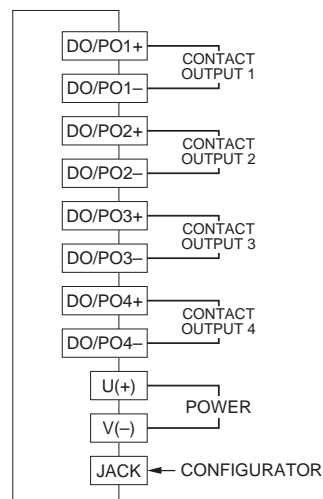 DO/PO1+
CONTACT
OUTPUT 1
DO/PO1–
DO/PO2+
CONTACT
OUTPUT 2
DO/PO2–
DO/PO3+
CONTACT
OUTPUT 3
DO/PO3–
DO/PO4+
CONTACT
OUTPUT 4
DO/PO4–
U(+)
POWER
V(–)
JACK
CONFIGURATOR